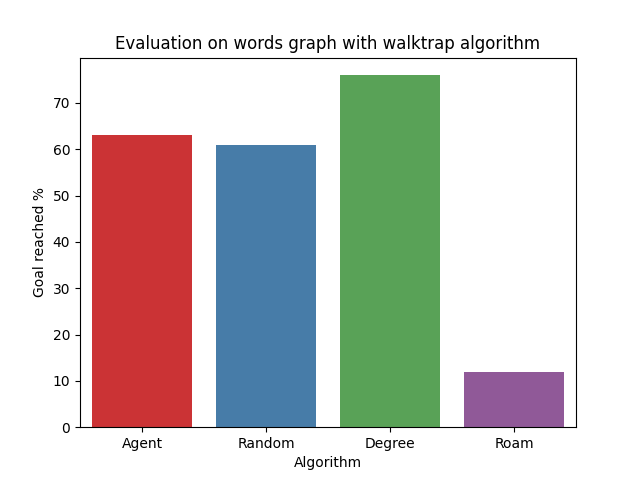 Evaluation on words graph with walktrap algorithm
Goal reached %
70
60
50
40
30
20
10
0
Agent Random Degree Roam
Algorithm